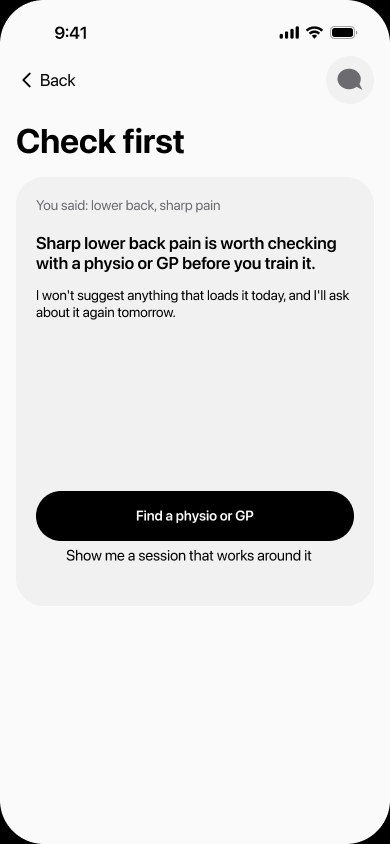 9:41
Back
Check first
You said: lower back, sharp pain
Sharp lower back pain is worth checking
with a physio or GP before you train it.
I won't suggest anything that loads it today, and I'll ask
about it again tomorrow.
Find a physio or GP
Show me a session that works around it